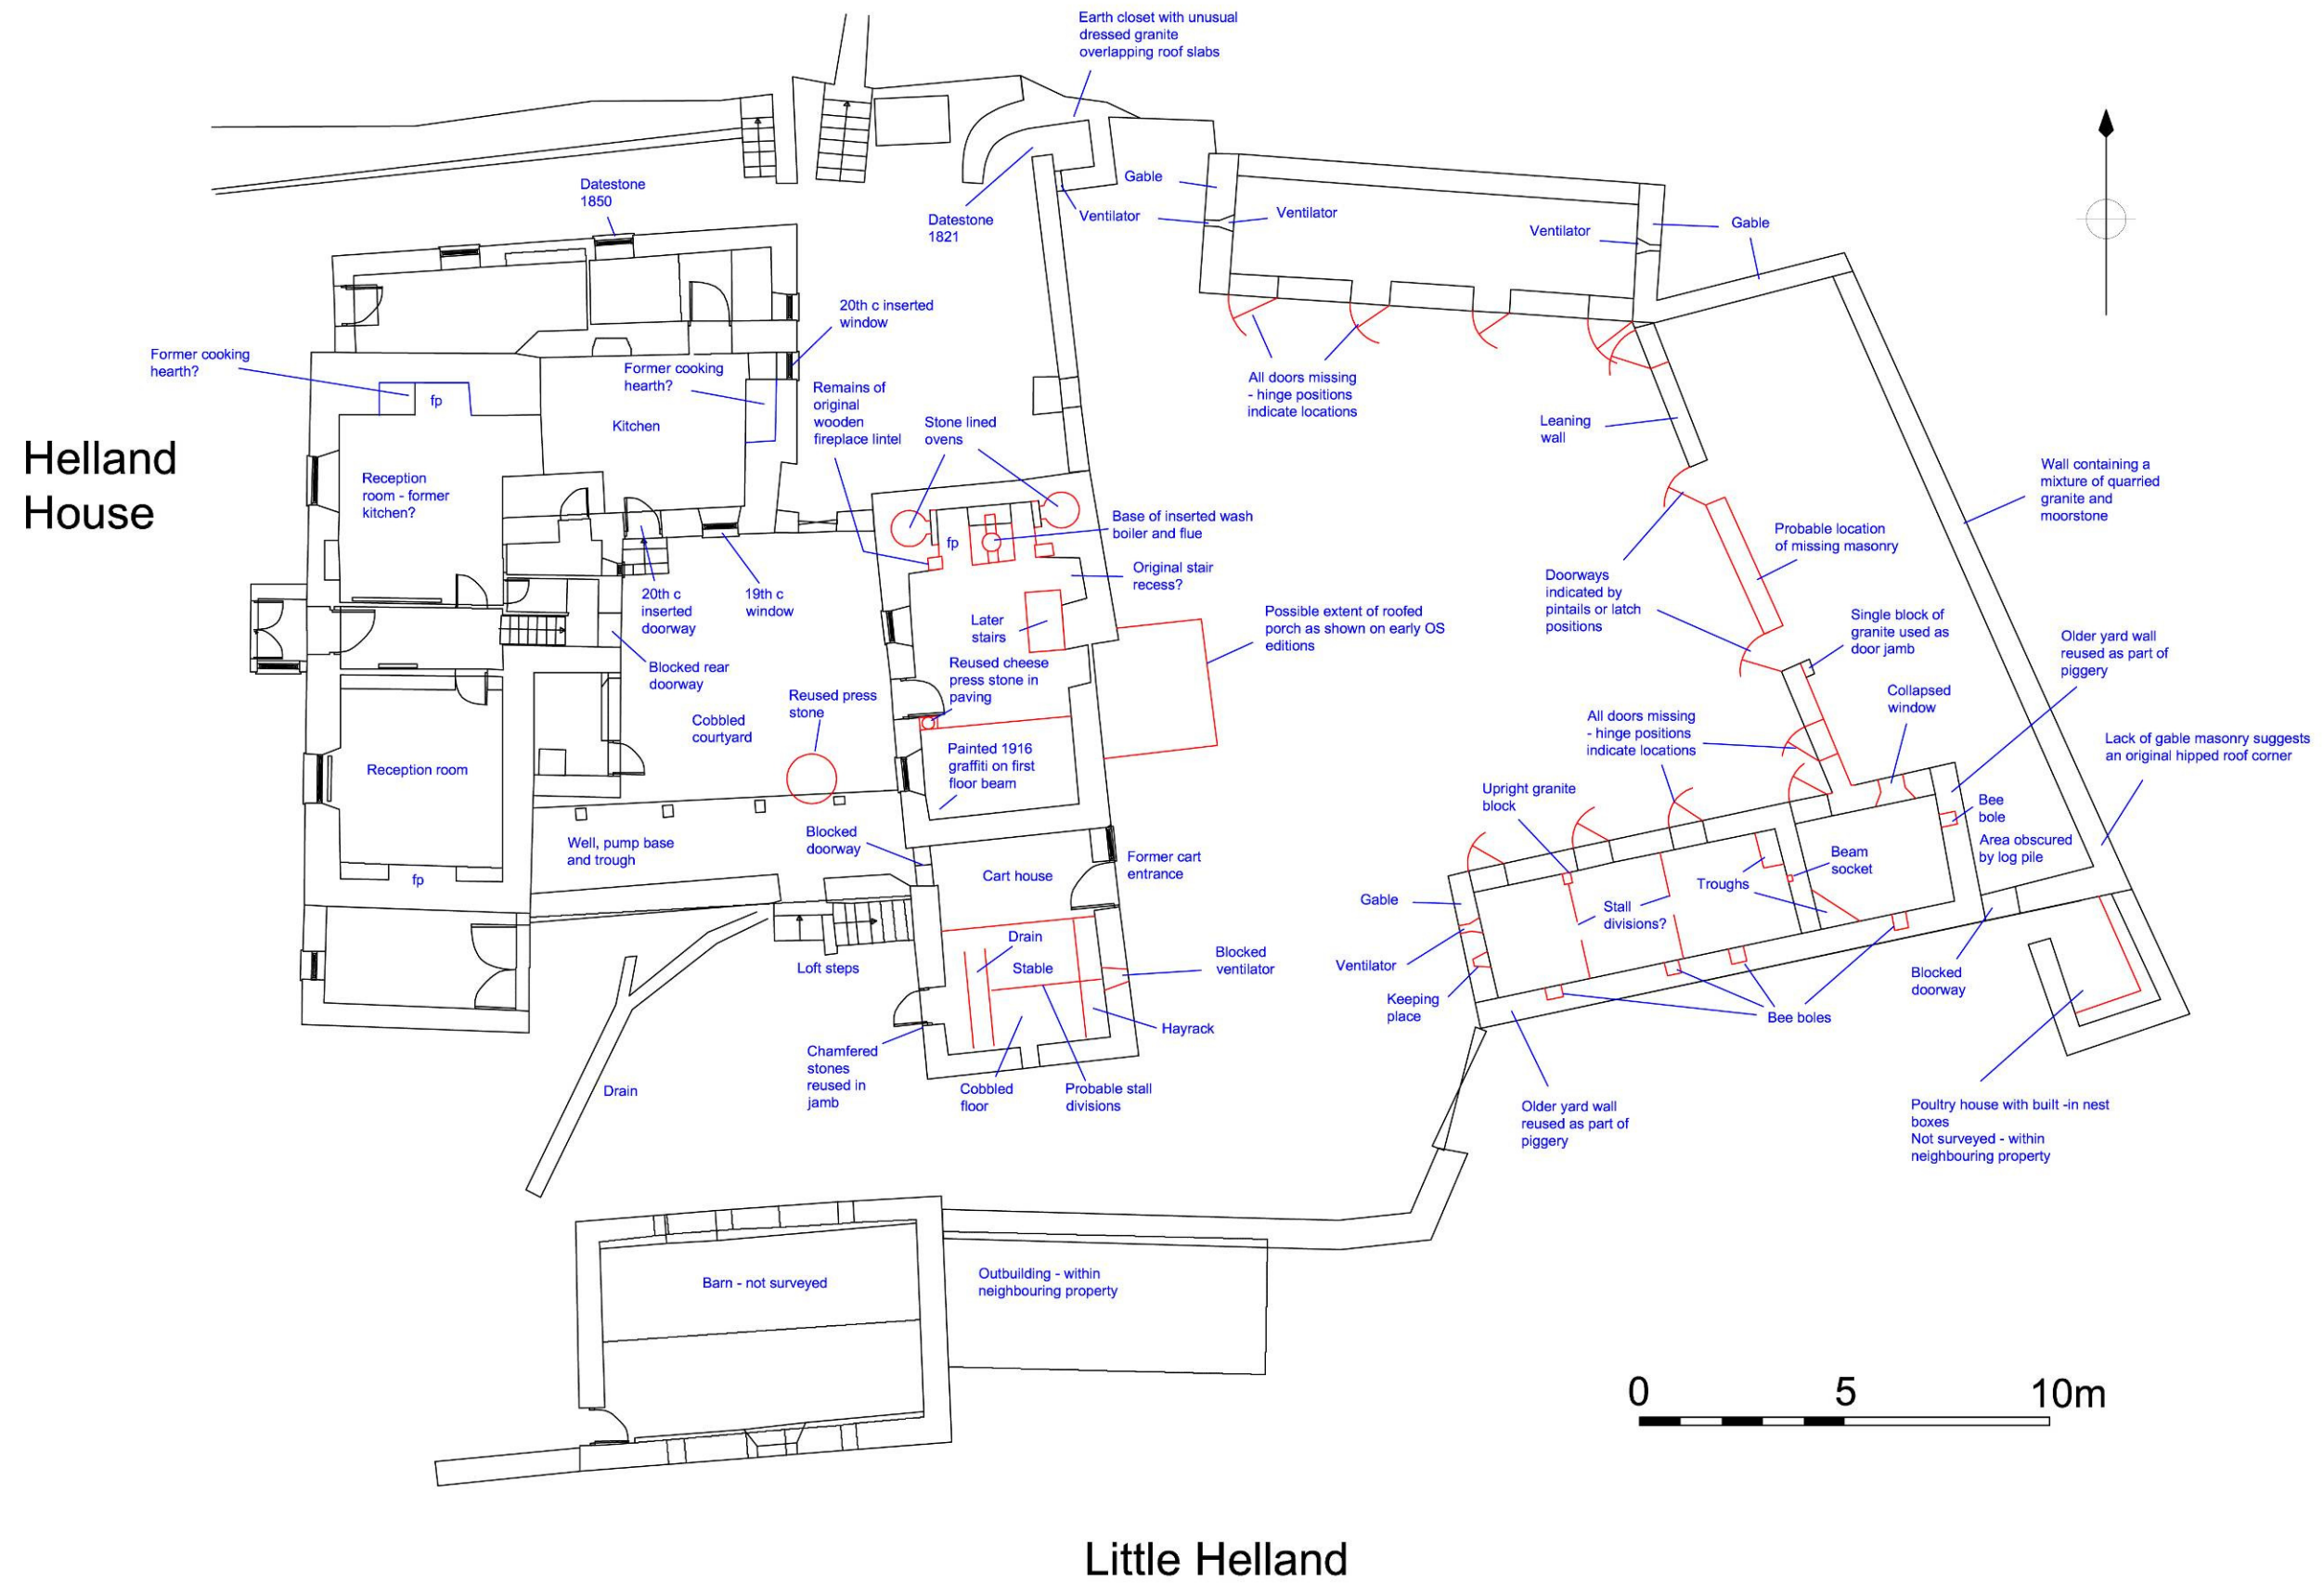 Earth closet with unusual
dressed granite
overlapping roof slabs
Datestone
1850
Gable
Ventilator
Ventilator
Datestone
1821
Ventilator
Gable
20th c inserted
window
Former cooking
hearth?
fp
Former cooking
hearth?
Kitchen
Remains of
original
wooden
fireplace lintel
Stone lined
ovens
All doors missing
- hinge positions
indicate locations
Leaning
wall
Helland
House
Reception
room - former
kitchen?
Wall containing a
mixture of quarried
granite and
moorstone
fp
Base of inserted wash
boiler and flue
Probable location
of missing masonry
Original stair
recess?
Doorways
indicated by
pintails or latch
positions
20th c
inserted
doorway
19th c
window
Later
stairs
Possible extent of roofed
porch as shown on early OS
editions
Single block of
granite used as
door jamb
Older yard wall
reused as part of
piggery
Blocked rear
doorway
Reused cheese
press stone in
paving
Reused press
stone
Collapsed
window
Cobbled
courtyard
All doors missing
- hinge positions
indicate locations
Lack of gable masonry suggests
an original hipped roof corner
Reception room
Painted 1916
graffiti on first
floor beam
Upright granite
block
Bee
bole
Well, pump base
and trough
Blocked
doorway
Area obscured
by log pile
Former cart
entrance
Beam
socket
fp
Cart house
Troughs
Gable
Stall
divisions?
Drain
Stable
Loft steps
Blocked
ventilator
Ventilator
Blocked
doorway
Keeping
place
Bee boles
Hayrack
Chamfered
stones
reused in
jamb
Drain
Cobbled
floor
Probable stall
divisions
Older yard wall
reused as part of
piggery
Poultry house with built -in nest
boxes
Not surveyed - within
neighbouring property
Barn - not surveyed
Outbuilding - within
neighbouring property
0 5 10m
Little Helland